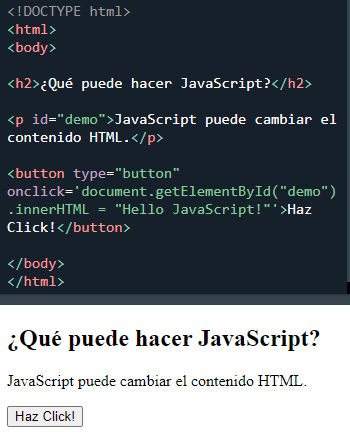 <!DOCTYPE html>
<html>
<body>
<h2>¿Qué puede hacer JavaScript?</h2>
<p id="demo">JavaScript puede cambiar el
contenido HTML.</p>
<button type="button"
onclick='document.getElementById("demo")
.innerHTML = "Hello JavaScript!"'>Haz
Click!</button>
</body>
</html>
¿Qué puede hacer JavaScript?
JavaScript puede cambiar el contenido HTML.
Haz Click!